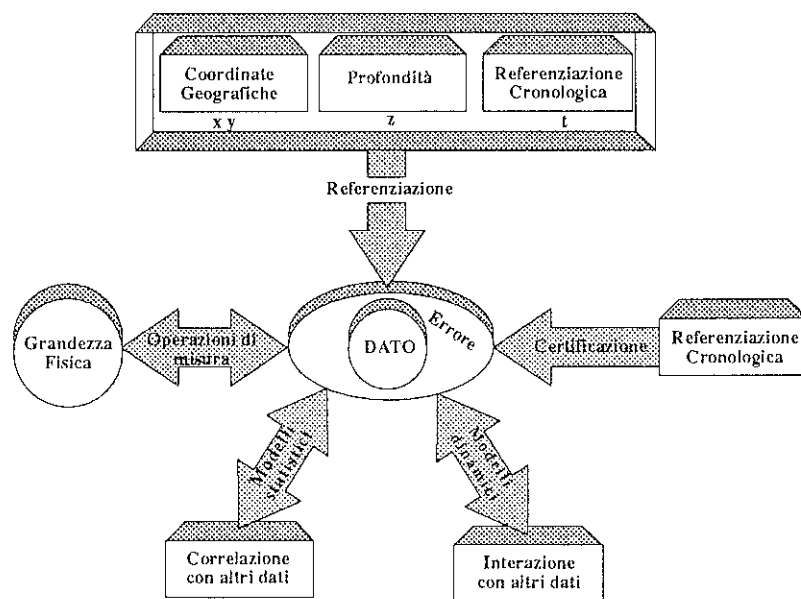 Coordinate
Geografiche
x y
Profondità
z
Referenziazione
Cronologica
t
Referenziazione
Grandezza
Fisica
Operazioni di
misura
DATO
Errore
Certificazione
Referenziazione
Cronologica
Modelli
statistici
Modelli
dinamici
Correlazione
con altri dati
Interazione
con altri dati